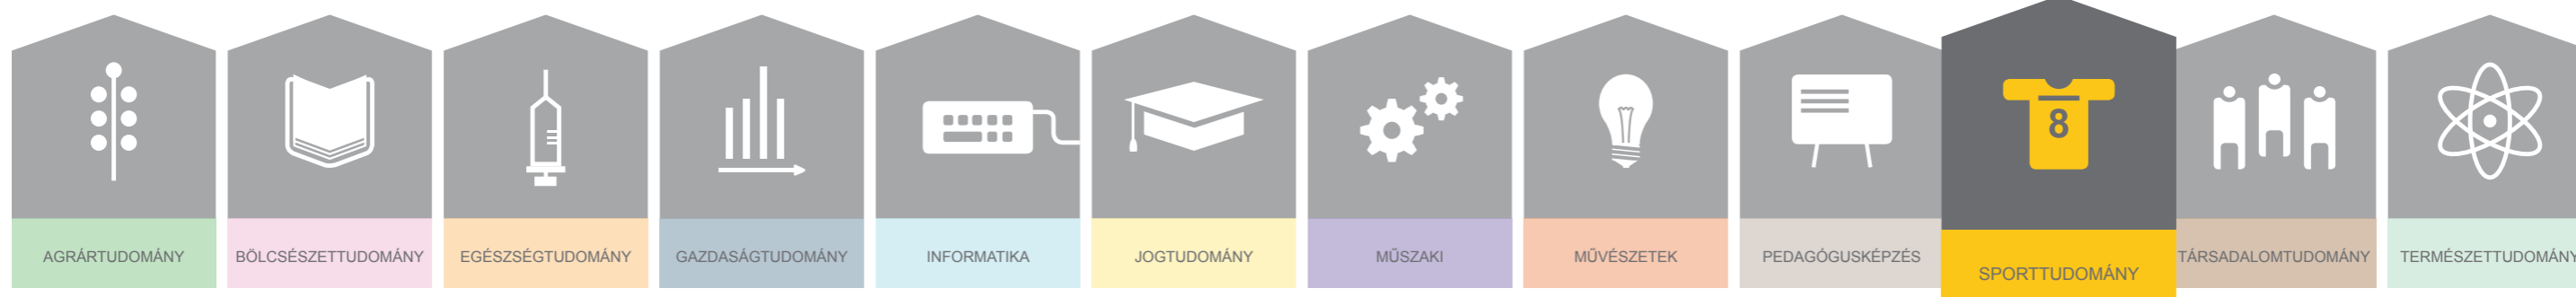 8
AGRÁRTUDOMÁNY
BÖLCSÉSZETTUDOMÁNY
EGÉSZSÉGTUDOMÁNY
GAZDASÁGTUDOMÁNY
INFORMATIKA
JOGTUDOMÁNY
MŰSZAKI
MŰVÉSZETEK
PEDAGÓGUSKÉPZÉS
SPORTTUDOMÁNY
TÁRSADALOMTUDOMÁNY
TERMÉSZETTUDOMÁNY